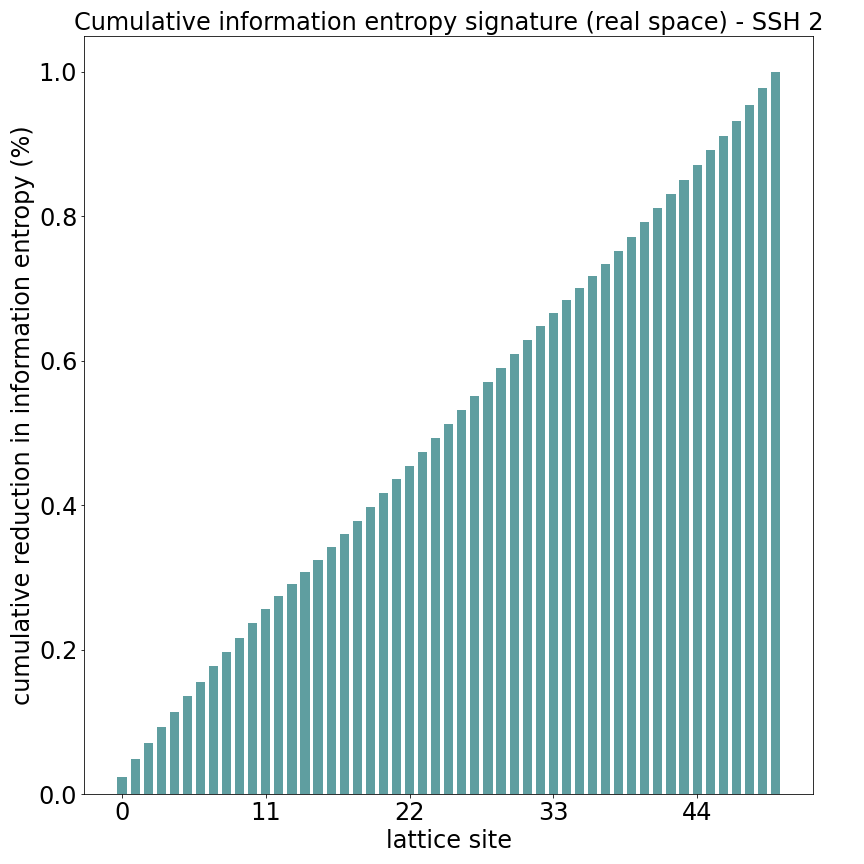 Cumulative information entropy signature (real space) - SSH 2
cumulative reduction in information entropy (%)
1.0
0.8
0.6
0.4
0.2
0.0
0 11 22 33 44
lattice site